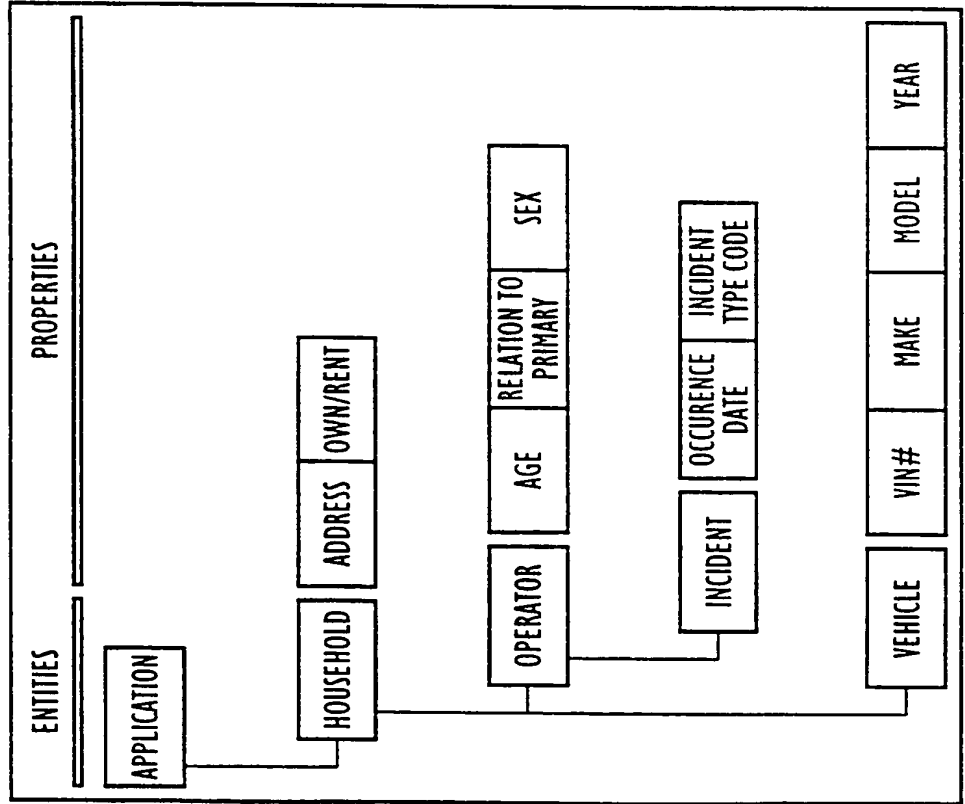 ENTITIES
PROPERTIES
APPLICATION
HOUSEHOLD
ADDRESS
OWN/RENT
OPERATOR
AGE
RELATION TO
PRIMARY
SEX
INCIDENT
OCCURENCE
DATE
INCIDENT
TYPE CODE
VEHICLE
VIN#
MAKE
MODEL
YEAR